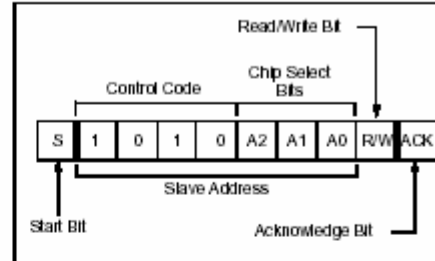 Read/Write Bit
Chip Select
Control Code Bits
S 1 0 1 0 A2 A1 A0 R/W ACK
Slave Address
Start Bit
Acknowledge Bit